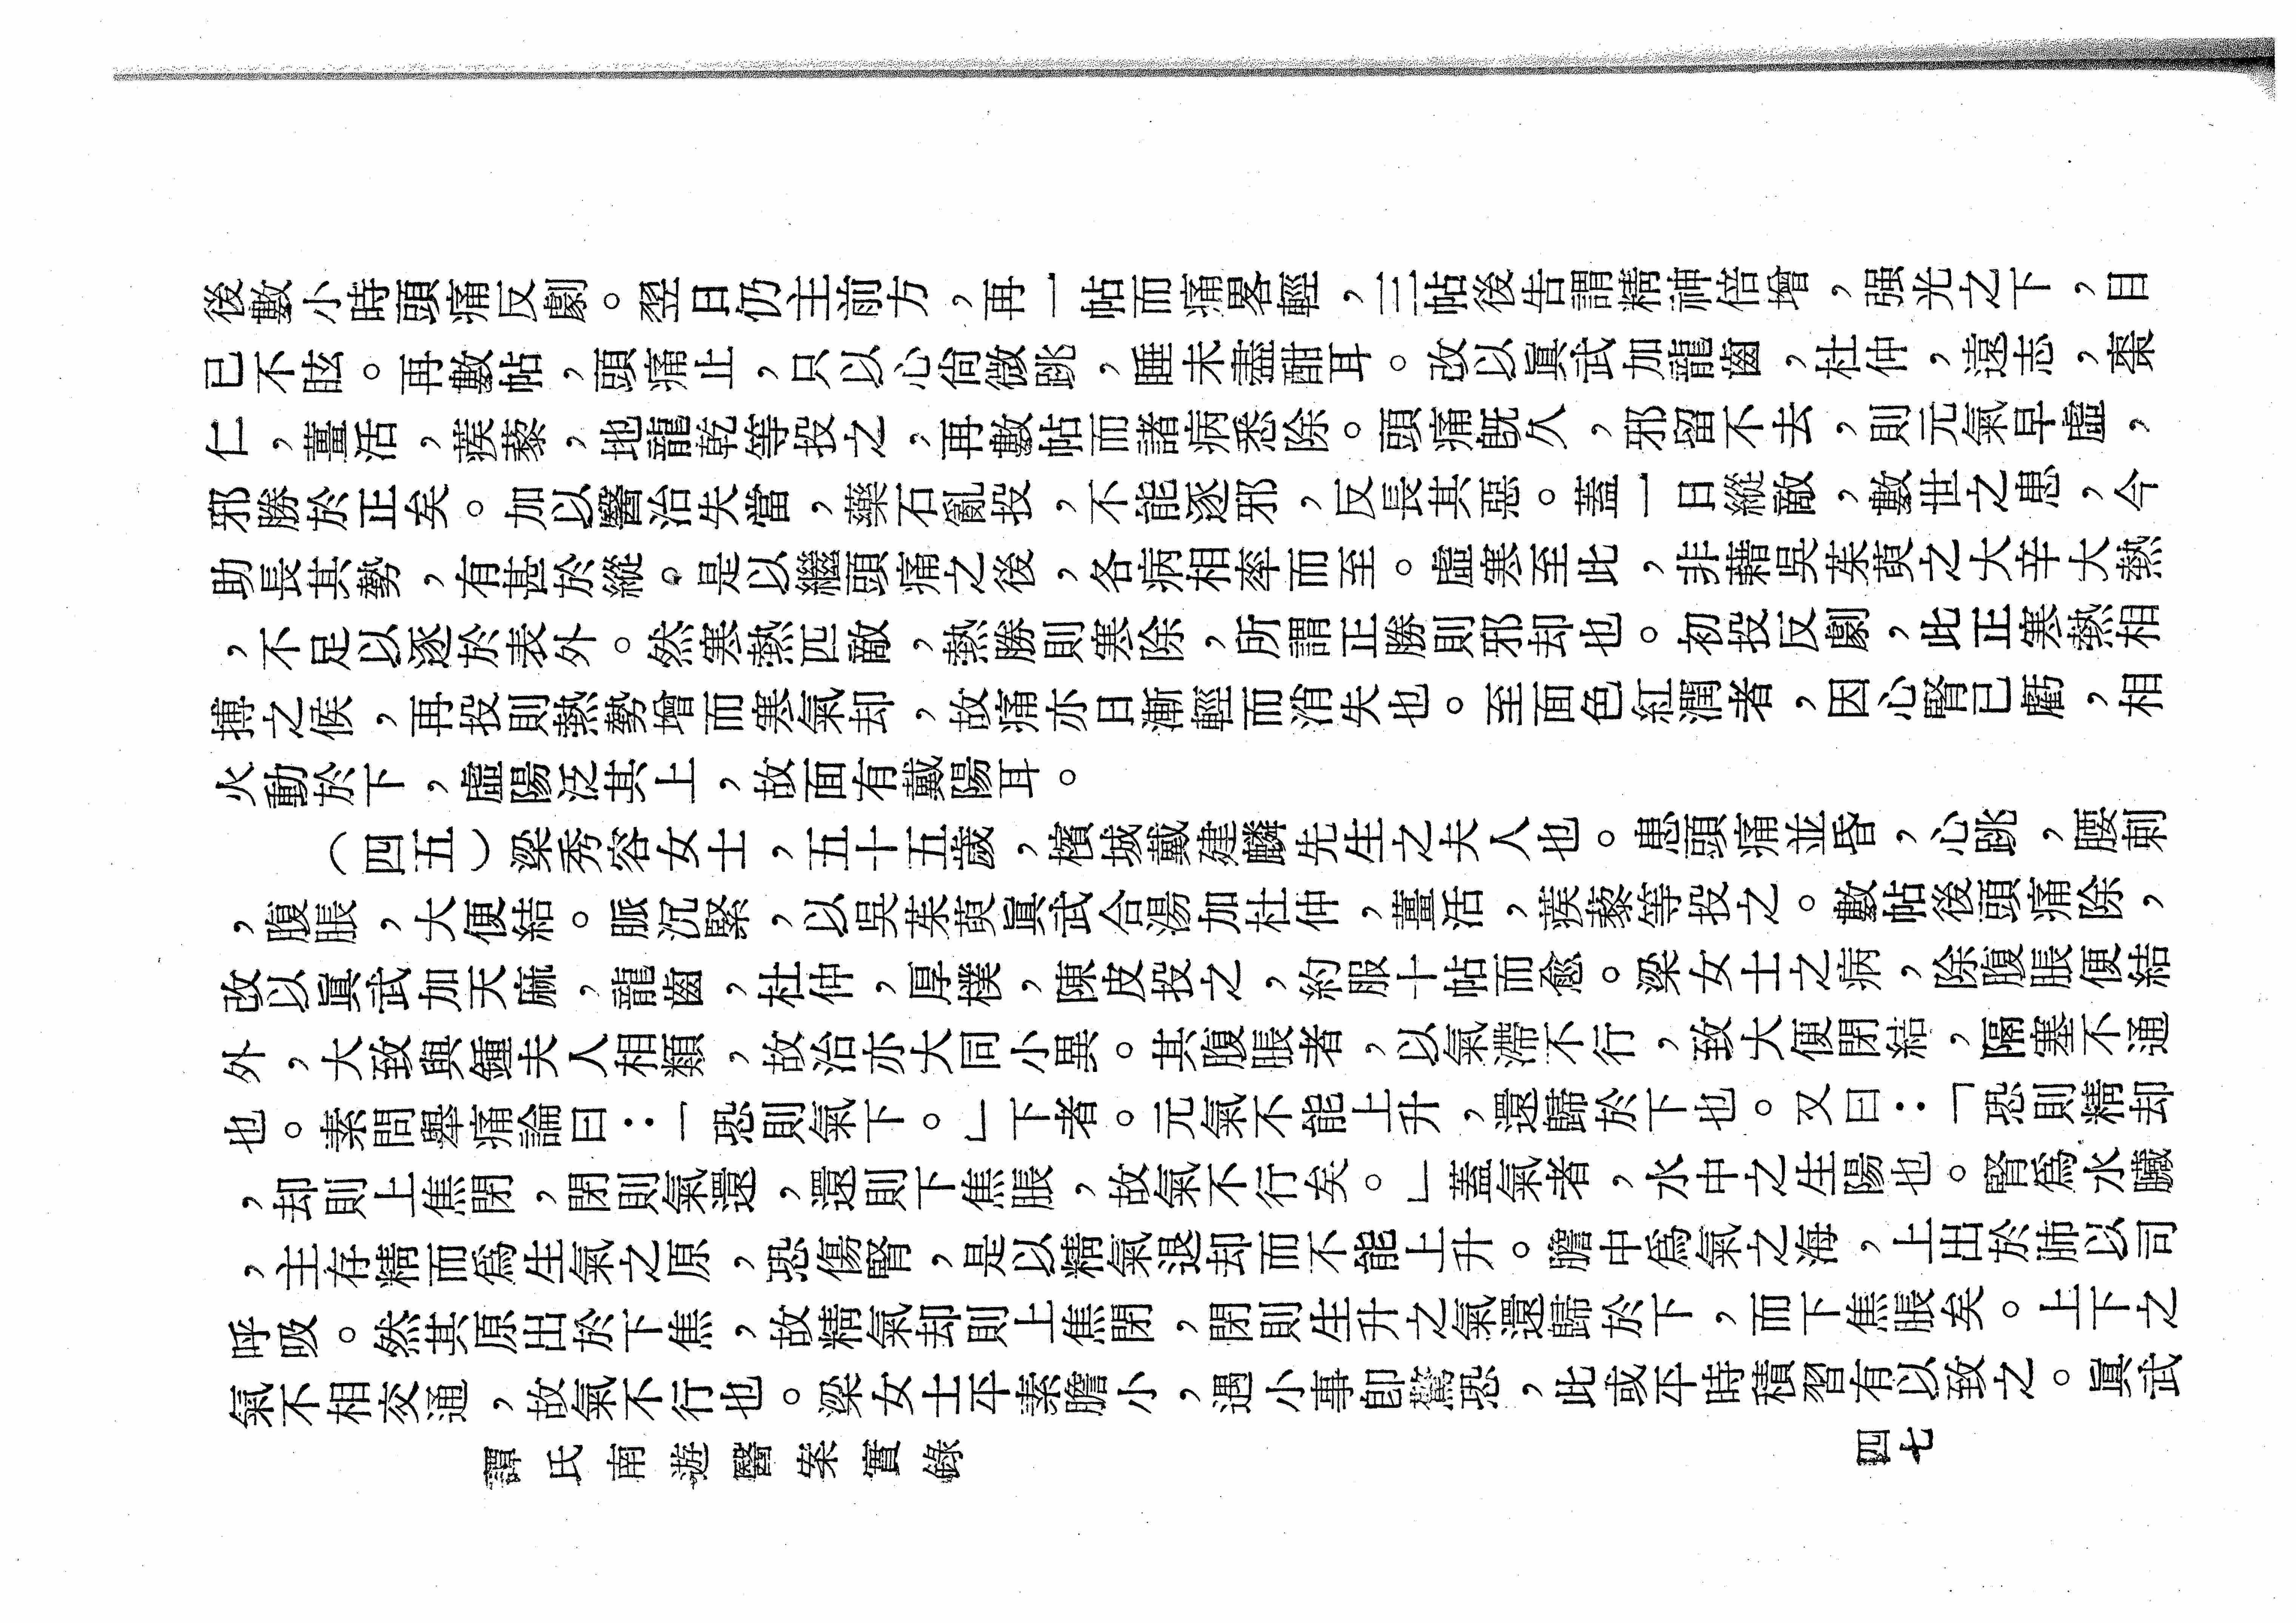 後數小時頭痛反劇。翌日仍主前方，再一帖而痛畧輕，三帖後告謂精神倍增，强光之下，目
已不眩。再數帖，頭痛止，只以心尙微跳，睡未盡酣耳。改以眞武加龍齒，杜仲，遠志，棗
仁，薑活，蒺藜，地龍乾等投之，再數帖而諸病悉除。頭痛旣久，邪留不去，則元氣早虛，
邪勝於正矣。加以醫治失當，藥石亂投，不能逐邪，反長其惡。蓋一日縱敵，數世之患，今
助長其勢，有甚於縱。是以繼頭痛之後，各病相率而至。虛寒至此，非藉吳茱萸之大辛大熱
，不足以逐於表外。然寒熱匹敵，熱勝則寒除，所謂正勝則邪却也。初投反劇，此正寒熱相
搏之候，再投則熱勢增而寒氣却，故痛亦日漸輕而消失也。至面色紅潤者，因心腎已虧，相
火動於下，虛陽泛其上，故面有戴陽耳。
（四五）梁秀容女士，五十五歲，檳城戴建麟先生之夫人也。患頭痛並昏，心跳，腰刺
，腹脹，大便結。脈沉緊，以吳茱萸眞武合湯加杜仲，薑活，蒺藜等投之。數帖後頭痛除，
改以眞武加天麻，龍齒，杜仲，厚樸，陳皮投之，約服十帖而愈。梁女士之病，除腹脹便結
外，大致與鍾夫人相類，故治亦大同小異。其腹脹者，以氣滯不行，致大便閉結，隔塞不通
也。素問舉痛論曰：「恐則氣下。」下者。元氣不能上升，還歸於下也。又曰：「恐則精却
，却則上焦閉，閉則氣還，還則下焦脹，故氣不行矣。」蓋氣者，水中之生陽也。腎爲水臟
，主存精而爲生氣之原，恐傷腎，是以精氣退却而不能上升。膻中爲氣之海，上出於肺以司
呼吸。然其原出於下焦，故精氣却則上焦閉，閉則生升之氣還歸於下，而下焦脹矣。上下之
氣不相交通，故氣不行也。梁女士平素膽小，遇小事卽驚恐，此或平時積習有以致之。眞武
譚氏南遊醫案實錄
四七